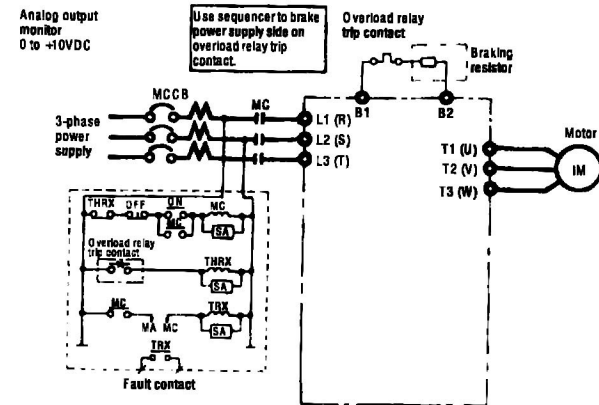 Analog output
monitor
0 to +10VDC
Use sequencer to brake
power supply side on
overload relay trip
contact.
Overload relay
trip contact
Braking
resistor
MCCB
MC
B1
B2
3-phase
power
supply
L1 (R)
L2 (S)
L3 (T)
T1 (U)
T2 (V)
T3 (W)
Motor
IM
THRX
OFF
ON
MC
MC
SA
Overload relay
trip contact
THRX
SA
MC
MA
MC
TRX
SA
TRX
Fault contact